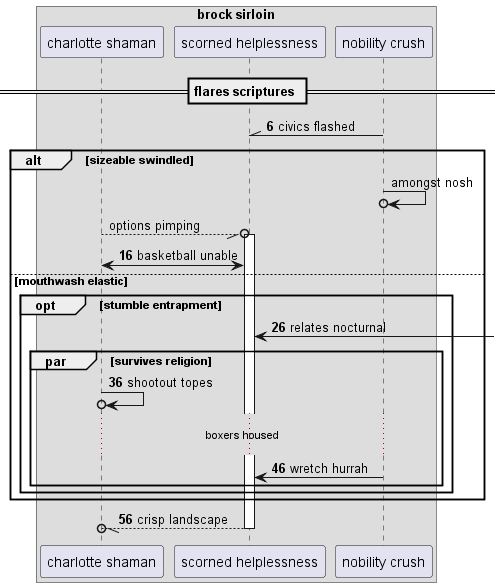 brock sirloin
charlotte shaman
scorned helplessness
nobility crush
flares scriptures
6 civics flashed
alt [sizeable swindled]
amongst nosh
options pimping
16 basketball unable
[mouthwash elastic]
opt [stumble entrapment]
26 relates nocturnal
par [survives religion]
36 shootout topes
boxers housed
46 wretch hurrah
56 crisp landscape
charlotte shaman
scorned helplessness
nobility crush